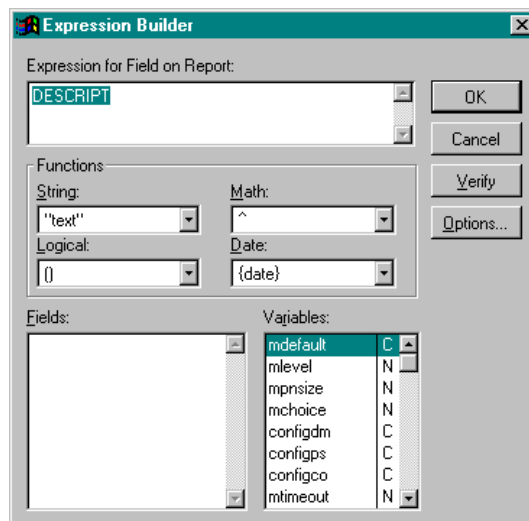 Expression Builder
Expression for Field on Report:
DESCRIPT
OK
Cancel
Verify
Options...
Functions
String:
Math:
"text"
^
Logical:
Date:
()
{date}
Fields:
Variables:
mdefault C
mlevel N
mpnsize N
mchoice N
configdm C
configps C
configco C
mtimeout N